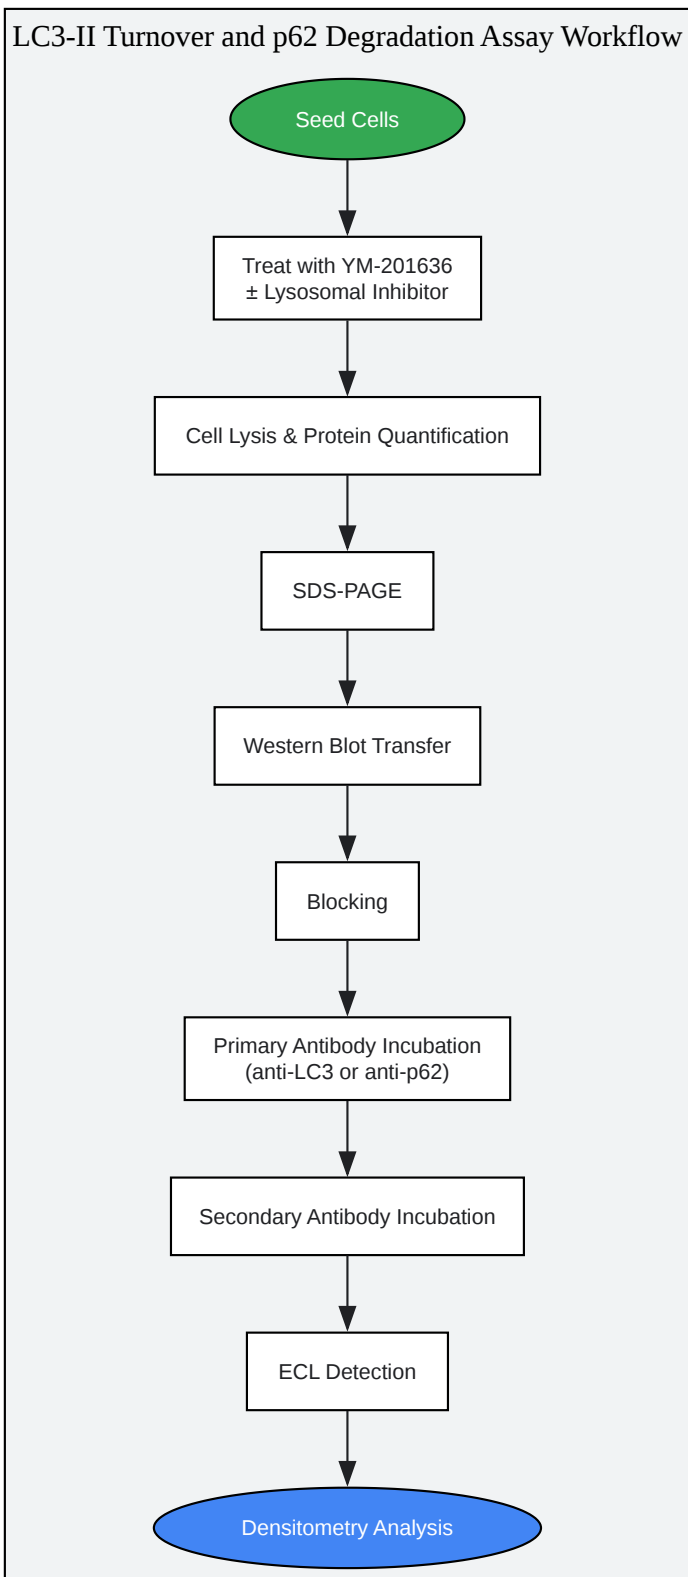 LC3-II Turnover and p62 Degradation Assay Workflow
Seed Cells
Treat with YM-201636
± Lysosomal Inhibitor
Cell Lysis & Protein Quantification
SDS-PAGE
Western Blot Transfer
Blocking
Primary Antibody Incubation
(anti-LC3 or anti-p62)
Secondary Antibody Incubation
ECL Detection
Densitometry Analysis